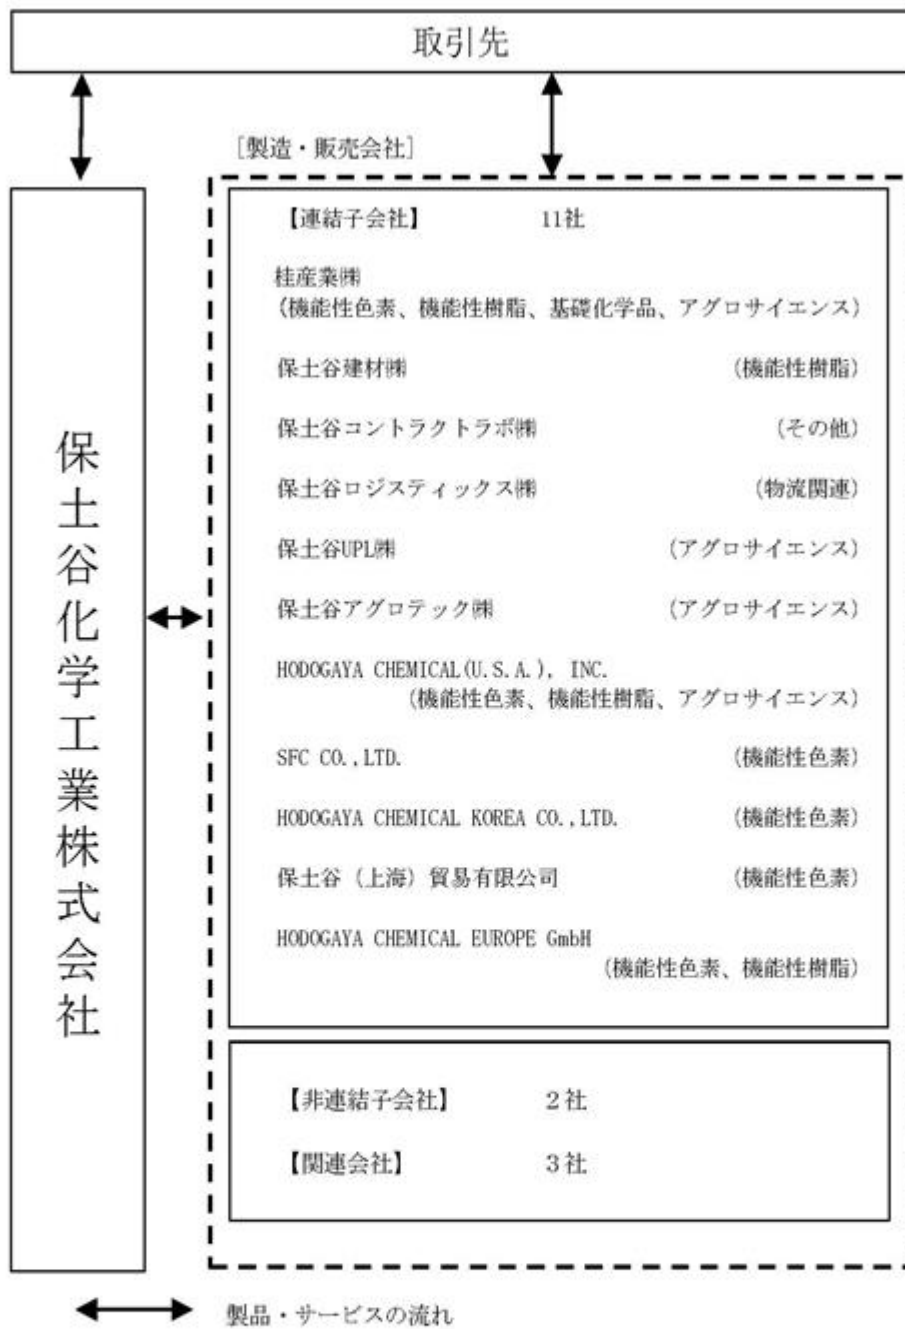 取引先
[製造・販売会社]
保土谷化学工業株式会社
【連結子会社】 11社
桂産業㈱
(機能性色素、機能性樹脂、基礎化学品、アグロサイエンス)
保土谷建材㈱ (機能性樹脂)
保土谷コントラクトラボ㈱ (その他)
保土谷ロジスティックス㈱ (物流関連)
保土谷UPL㈱ (アグロサイエンス)
保土谷アグロテック㈱ (アグロサイエンス)
HODOGAYA CHEMICAL(U.S.A.), INC.
(機能性色素、機能性樹脂、アグロサイエンス)
SFC CO.,LTD. (機能性色素)
HODOGAYA CHEMICAL KOREA CO.,LTD. (機能性色素)
保土谷（上海）貿易有限公司 (機能性色素)
HODOGAYA CHEMICAL EUROPE GmbH
(機能性色素、機能性樹脂)
【非連結子会社】 ２社
【関連会社】 ３社
製品・サービスの流れ